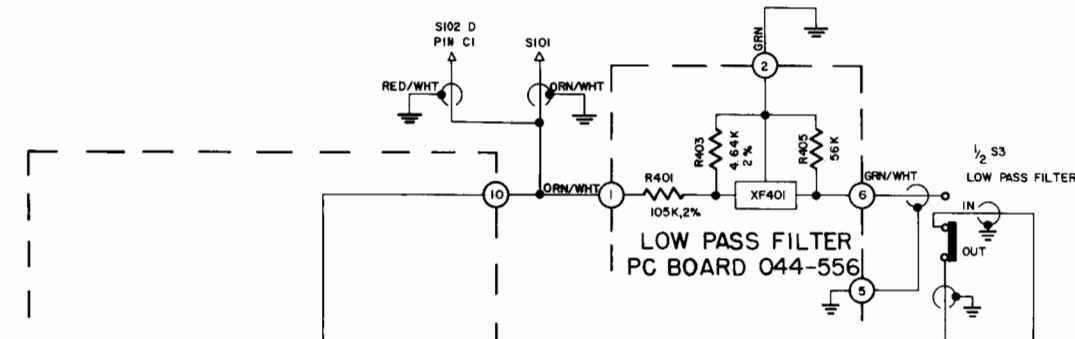 S102 D
PIN C1
S101
GRN
2
RED/WHT
ORN/WHT
R403
4.64K
2%
R405
56K
1/2 S3
LOW PASS FILTER
10
ORN/WHT
1
R401
105K,2%
XF401
6
GRN/WHT
IN
OUT
LOW PASS FILTER
PC BOARD 044-556
5